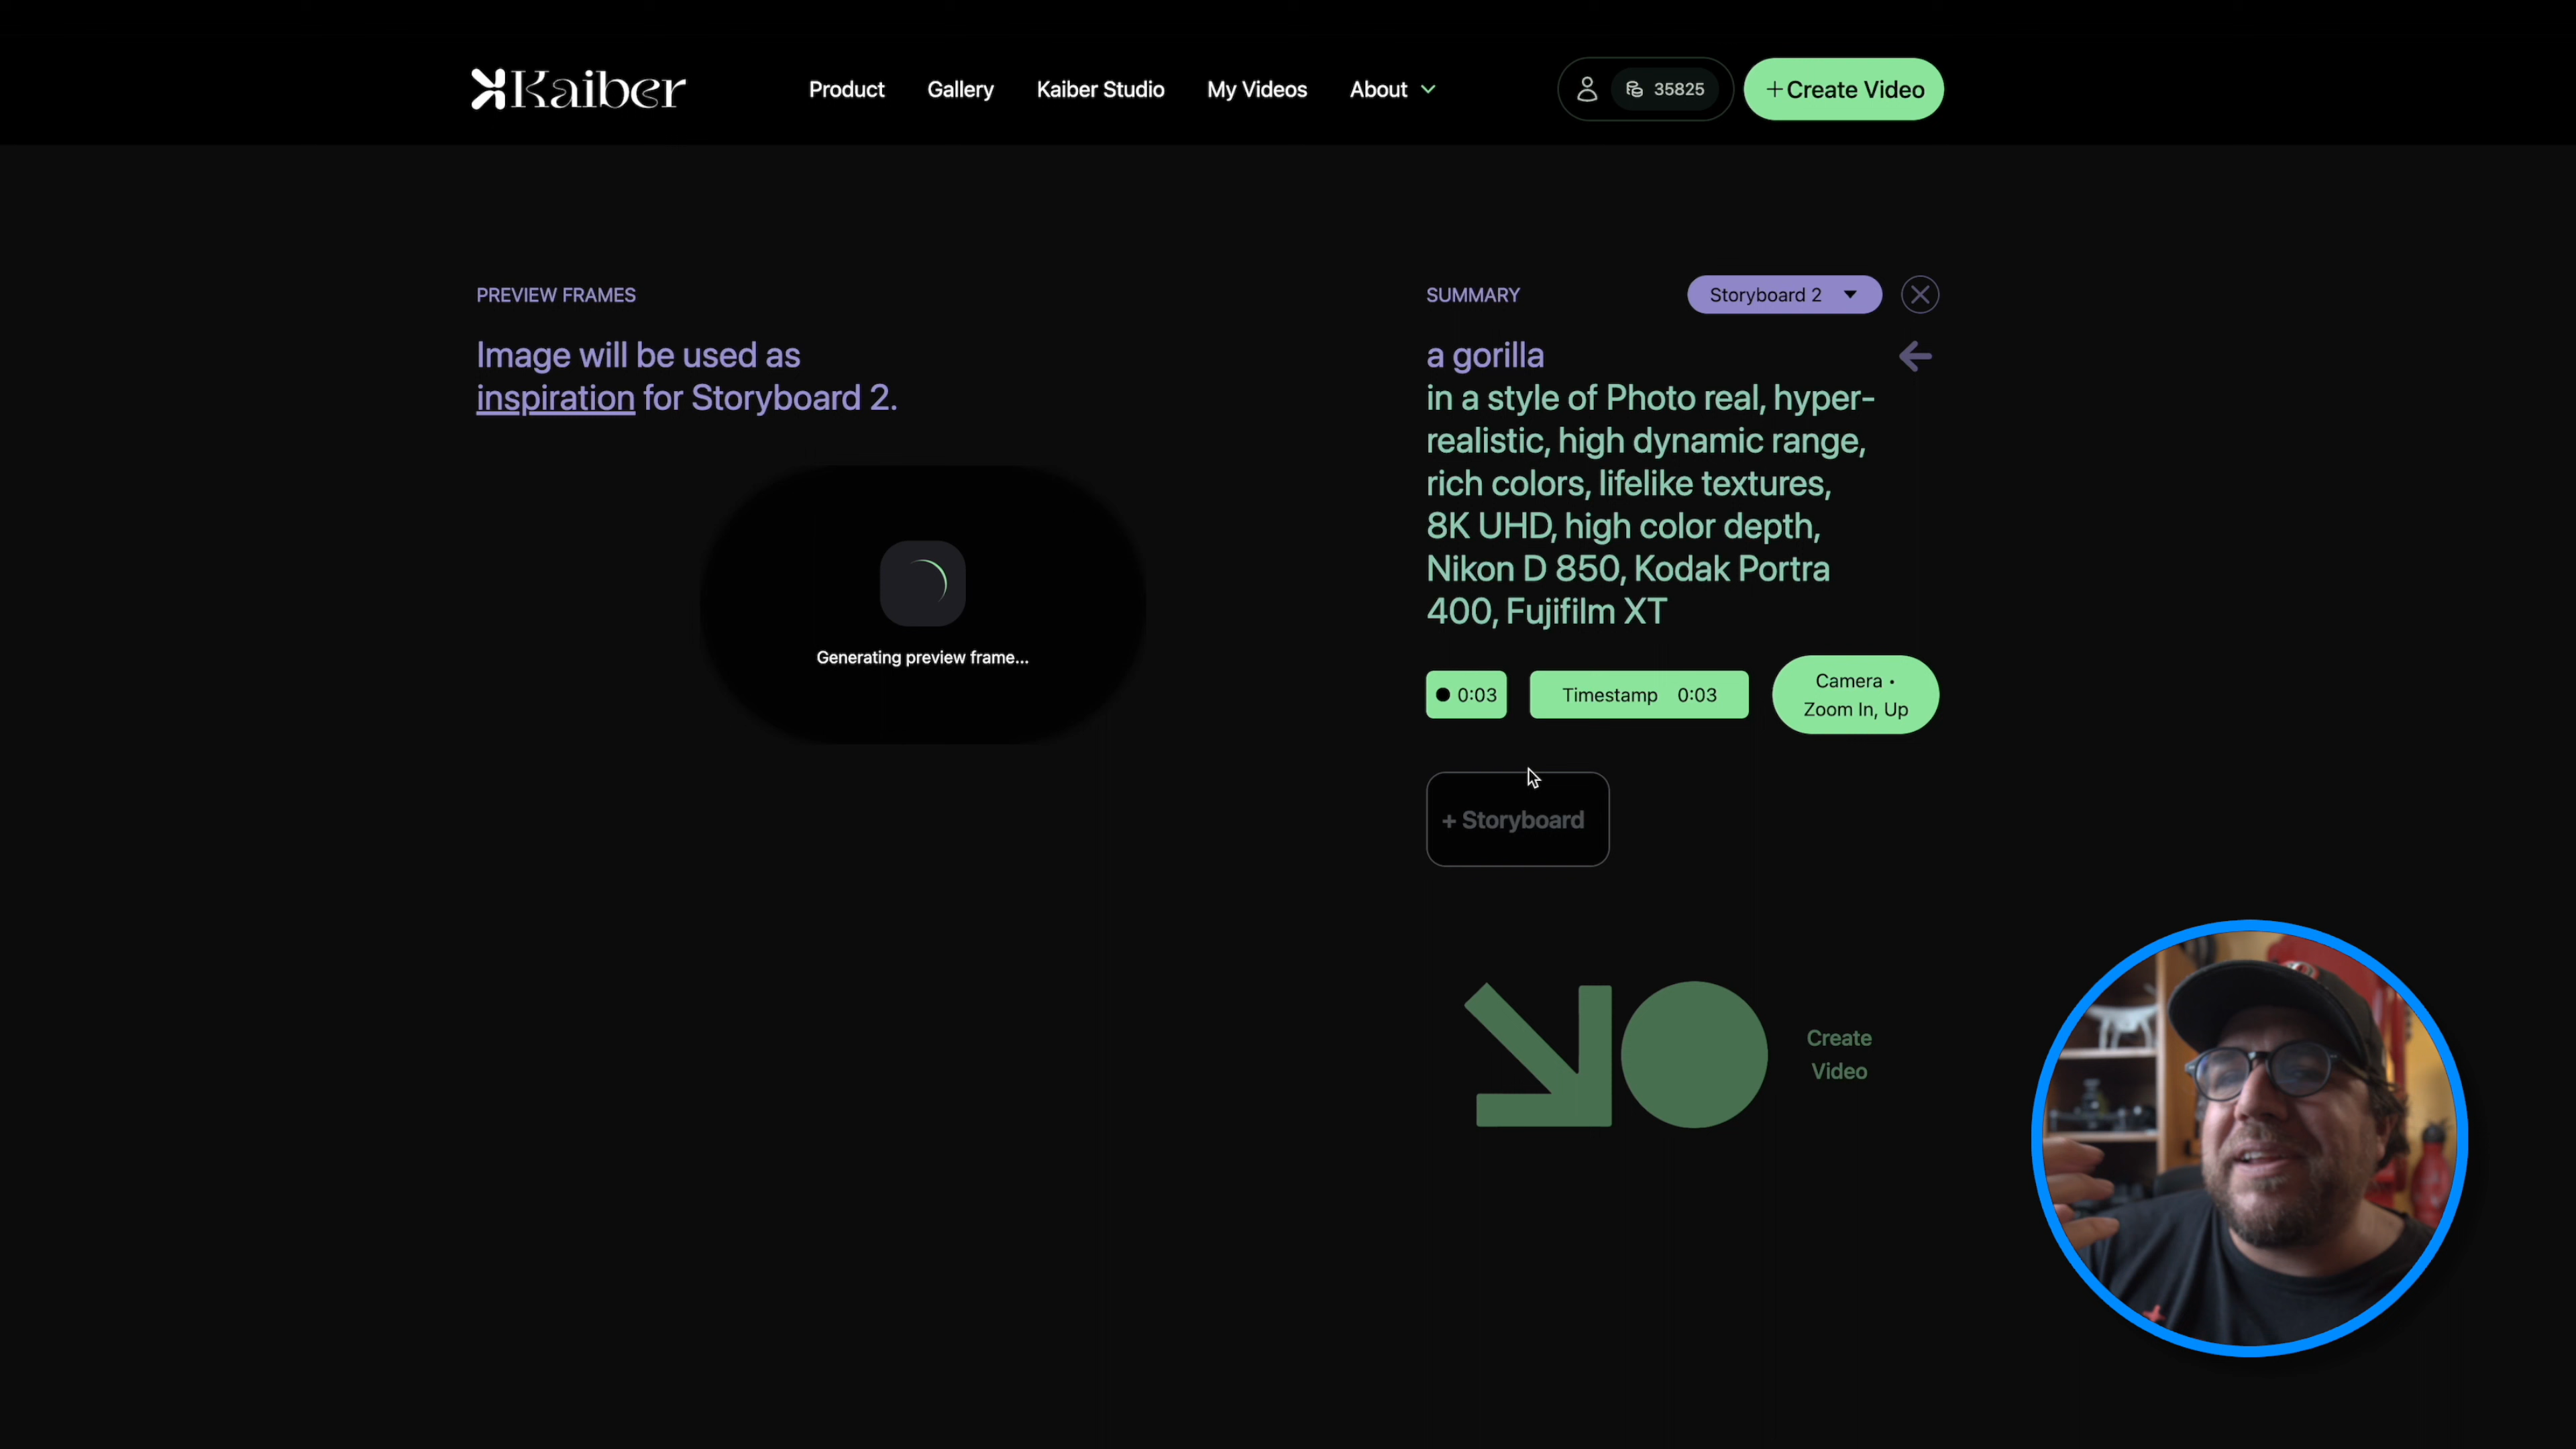 Kaiber
Product
Gallery
Kaiber Studio
My Videos
About
35825
+Create Video
PREVIEW FRAMES
Image will be used as
inspiration for Storyboard 2.
Generating preview frame...
SUMMARY
Storyboard 2
a gorilla
in a style of Photo real, hyper-
realistic, high dynamic range,
rich colors, lifelike textures,
8K UHD, high color depth,
Nikon D 850, Kodak Portra
400, Fujifilm XT
0:03
Timestamp 0:03
Camera •
Zoom In, Up
+ Storyboard
Create
Video